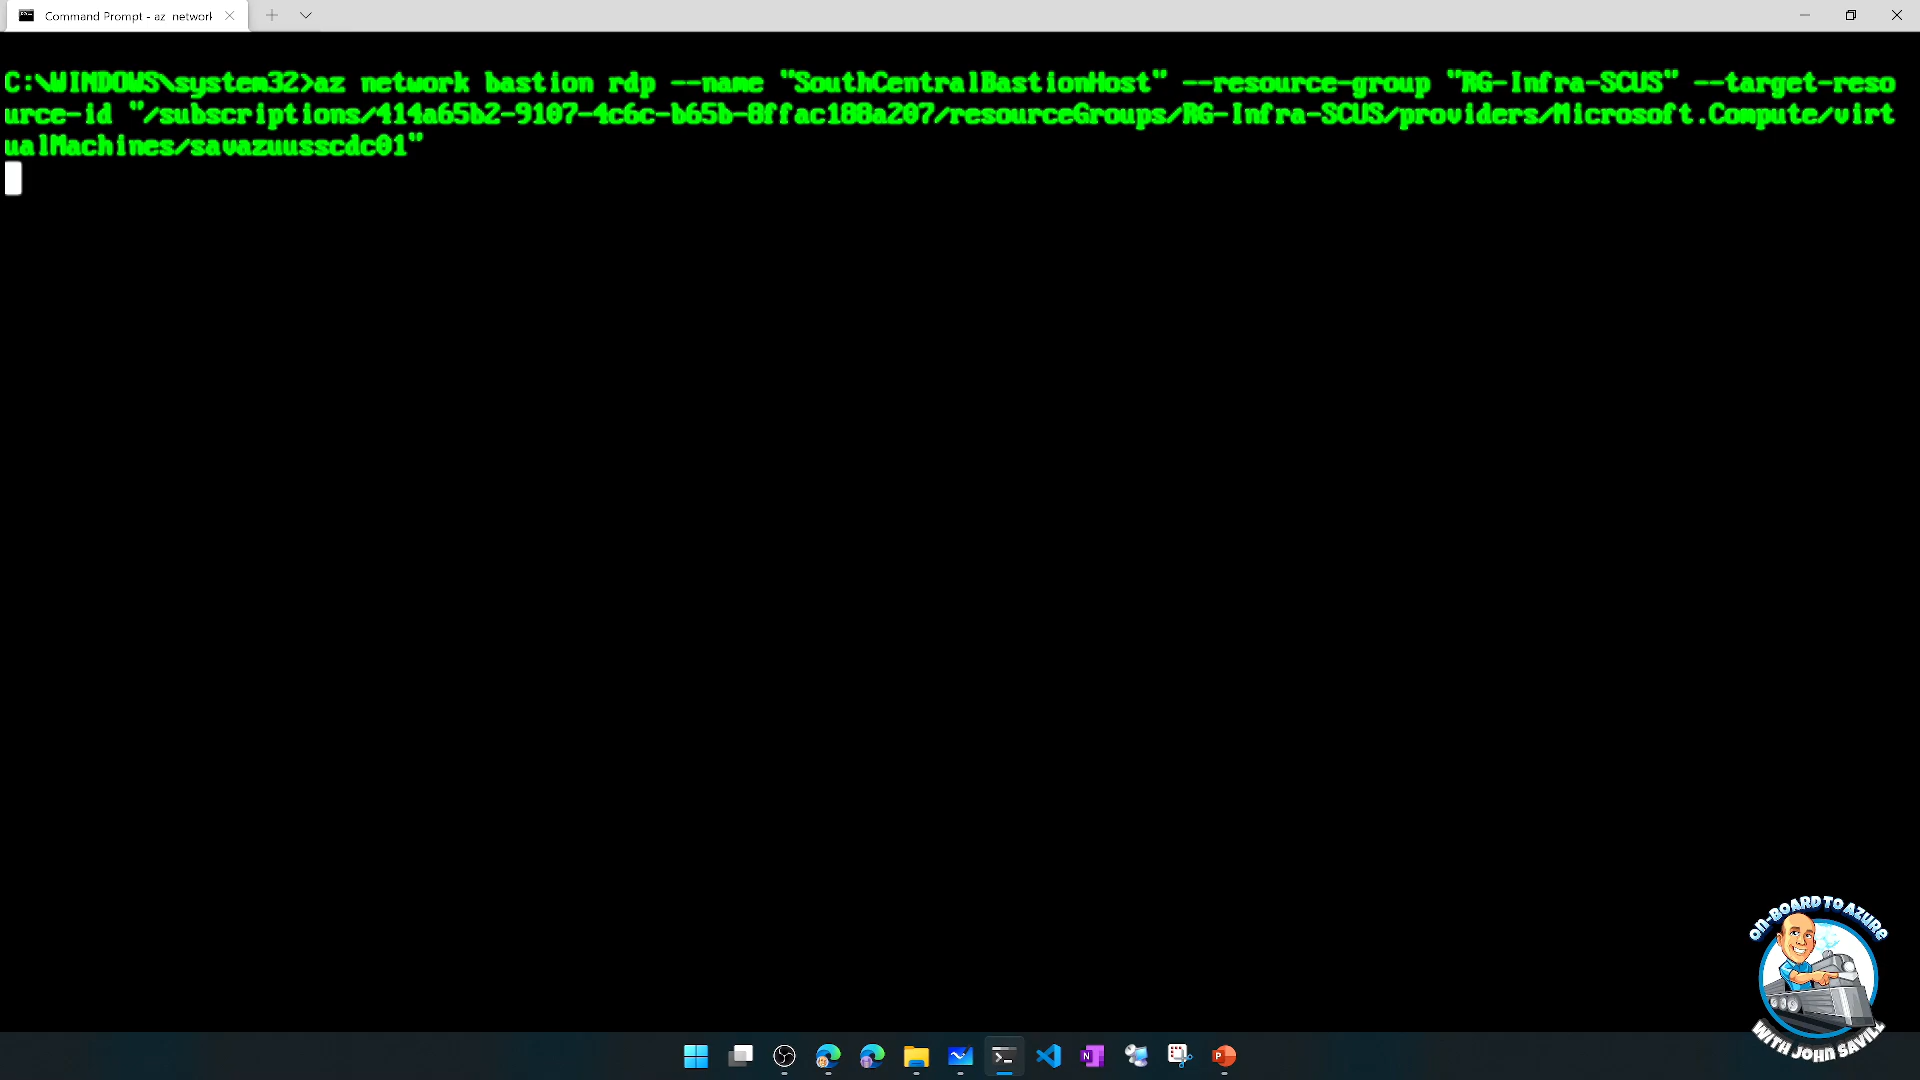 Command Prompt - az network
C:\WINDOWS\system32>az network bastion rdp --name "SouthCentralBastionHost" --resource-group "RG-Infra-SCUS" --target-reso
urce-id "/subscriptions/414a65b2-9107-4c6c-b65b-8ffac188a207/resourceGroups/RG-Infra-SCUS/providers/Microsoft.Compute/virt
ualMachines/savazuusscdc01"
ON-BOARD TO AZURE
WITH JOHN SAVILL